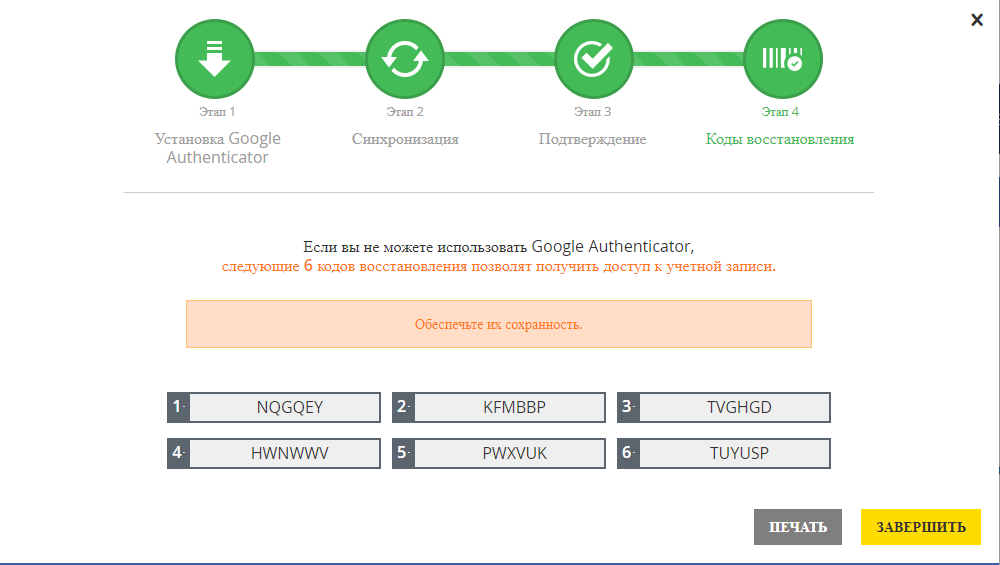 Этап 1
Этап 2
Этап 3
Этап 4
Установка Google
Authenticator
Синхронизация
Подтверждение
Коды восстановления
Если вы не можете использовать Google Authenticator,
следующие 6 кодов восстановления позволят получить доступ к учетной записи.
Обеспечьте их сохранность.
1- NQGQEY
2- KFMBBP
3- TVGHGD
4- HWNWWV
5- PWXVUK
6- TUYUSP
ПЕЧАТЬ
ЗАВЕРШИТЬ